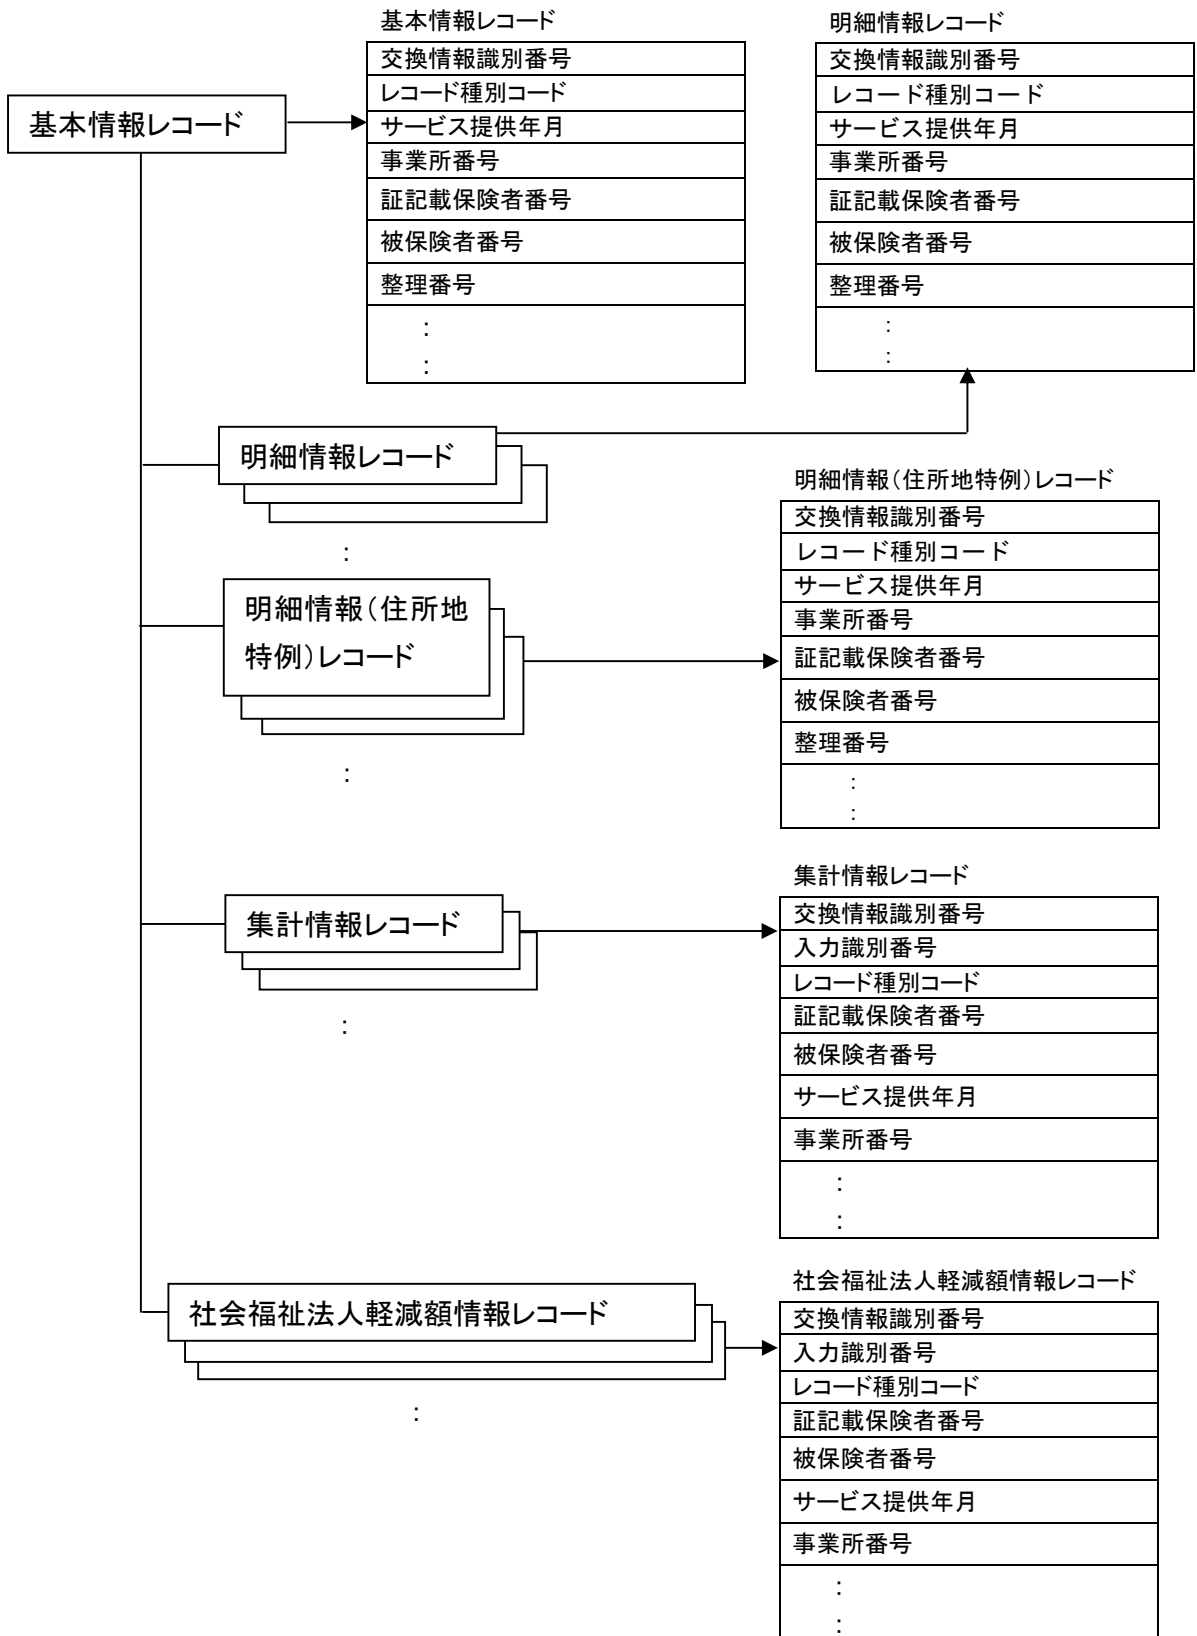 基本情報レコード
基本情報レコード
交換情報識別番号
レコード種別コード
サービス提供年月
事業所番号
証記載保険者番号
被保険者番号
整理番号
：
：
明細情報レコード
交換情報識別番号
レコード種別コード
サービス提供年月
事業所番号
証記載保険者番号
被保険者番号
整理番号
：
：
明細情報レコード
：
明細情報（住所地
特例）レコード
：
明細情報（住所地特例）レコード
交換情報識別番号
レコード種別コード
サービス提供年月
事業所番号
証記載保険者番号
被保険者番号
整理番号
：
：
集計情報レコード
：
集計情報レコード
交換情報識別番号
入力識別番号
レコード種別コード
証記載保険者番号
被保険者番号
サービス提供年月
事業所番号
：
：
社会福祉法人軽減額情報レコード
：
社会福祉法人軽減額情報レコード
交換情報識別番号
入力識別番号
レコード種別コード
証記載保険者番号
被保険者番号
サービス提供年月
事業所番号
：
：